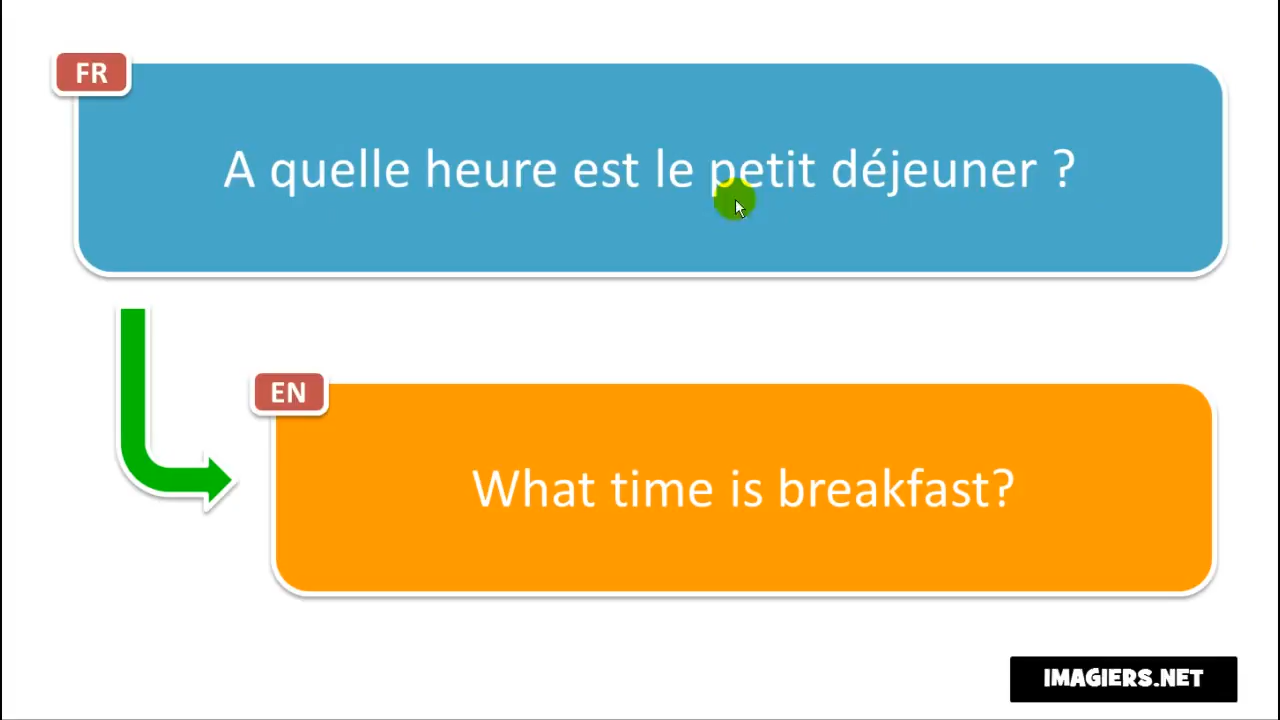 FR
A quelle heure est le petit déjeuner ?
EN
What time is breakfast?
IMAGIERS.NET